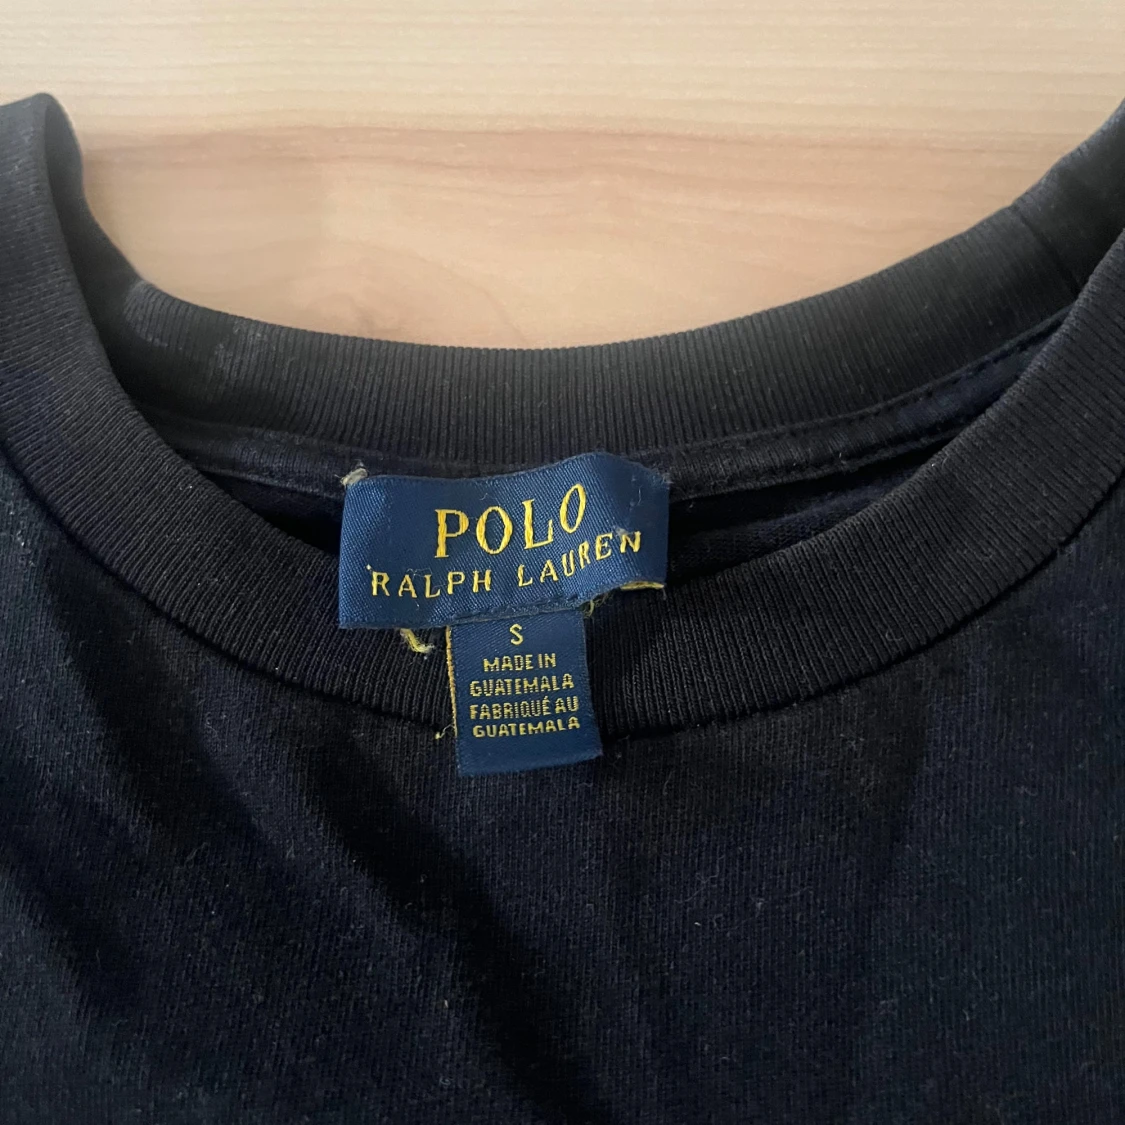 POLO
RALPH LAUREN
S
MADE IN
GUATEMALA
FABRIQUÉ AU
GUATEMALA